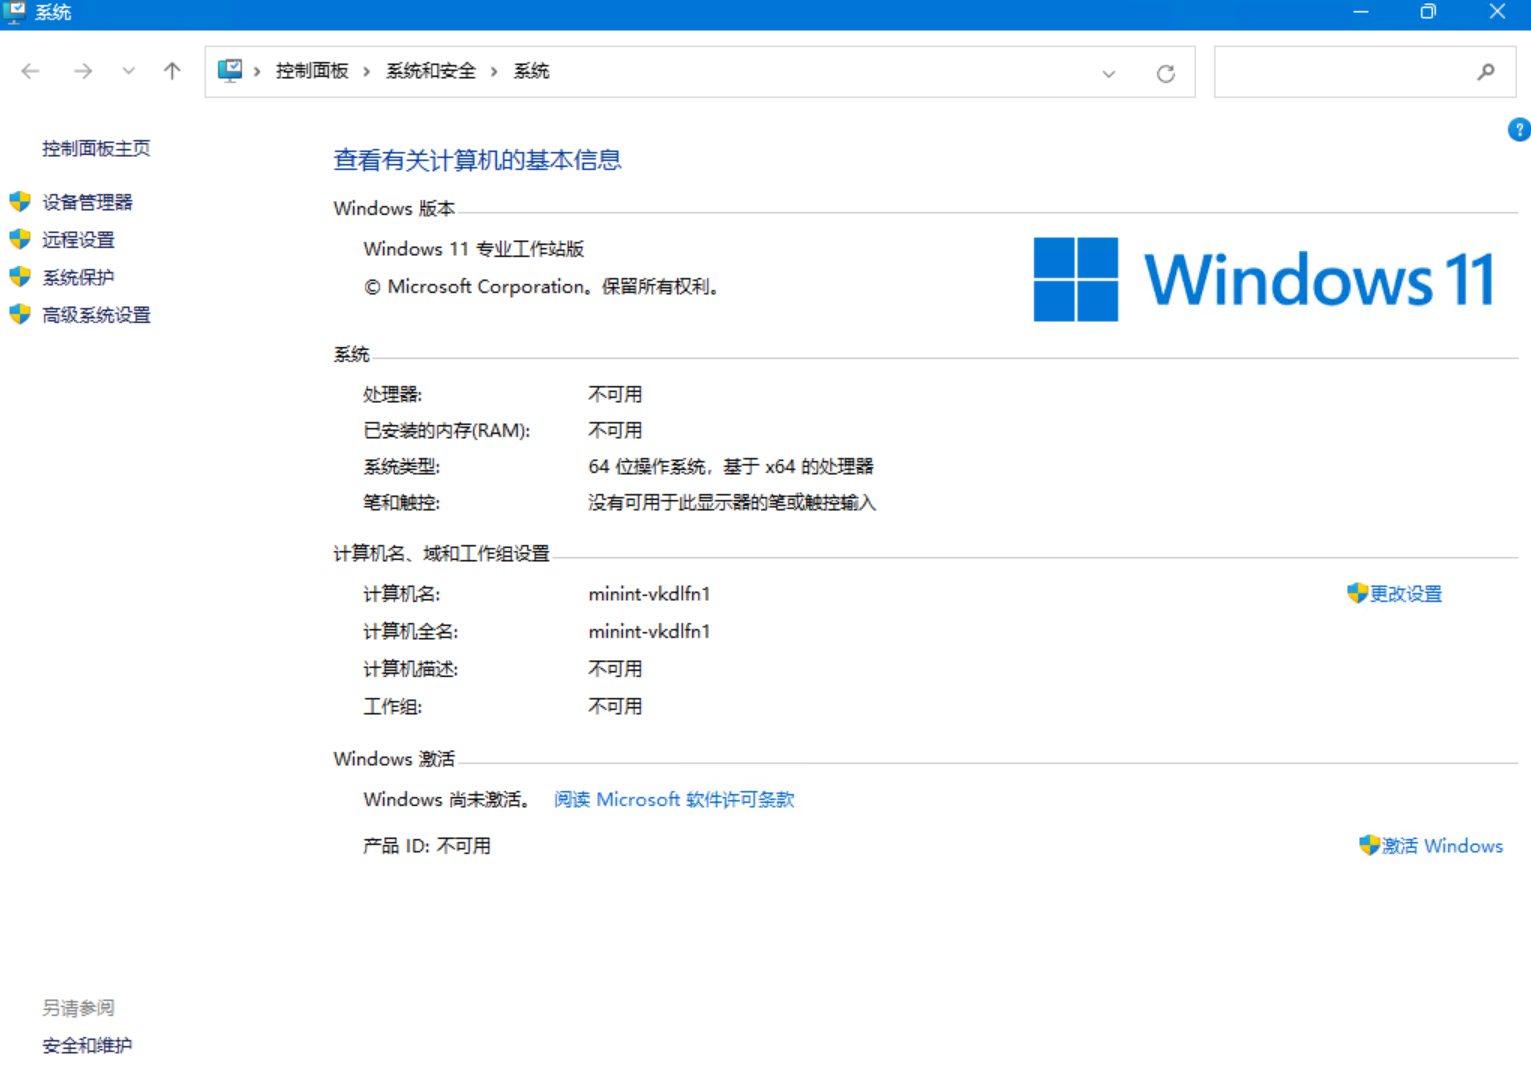 系统
控制面板 › 系统和安全 › 系统
控制面板主页
设备管理器
远程设置
系统保护
高级系统设置
查看有关计算机的基本信息
Windows 版本
Windows 11 专业工作站版
© Microsoft Corporation。保留所有权利。
Windows 11
系统
处理器: 不可用
已安装的内存(RAM): 不可用
系统类型: 64 位操作系统, 基于 x64 的处理器
笔和触控: 没有可用于此显示器的笔或触控输入
计算机名、域和工作组设置
计算机名: minint-vkdlfn1 更改设置
计算机全名: minint-vkdlfn1
计算机描述: 不可用
工作组: 不可用
Windows 激活
Windows 尚未激活。 阅读 Microsoft 软件许可条款
产品 ID: 不可用 激活 Windows
另请参阅
安全和维护